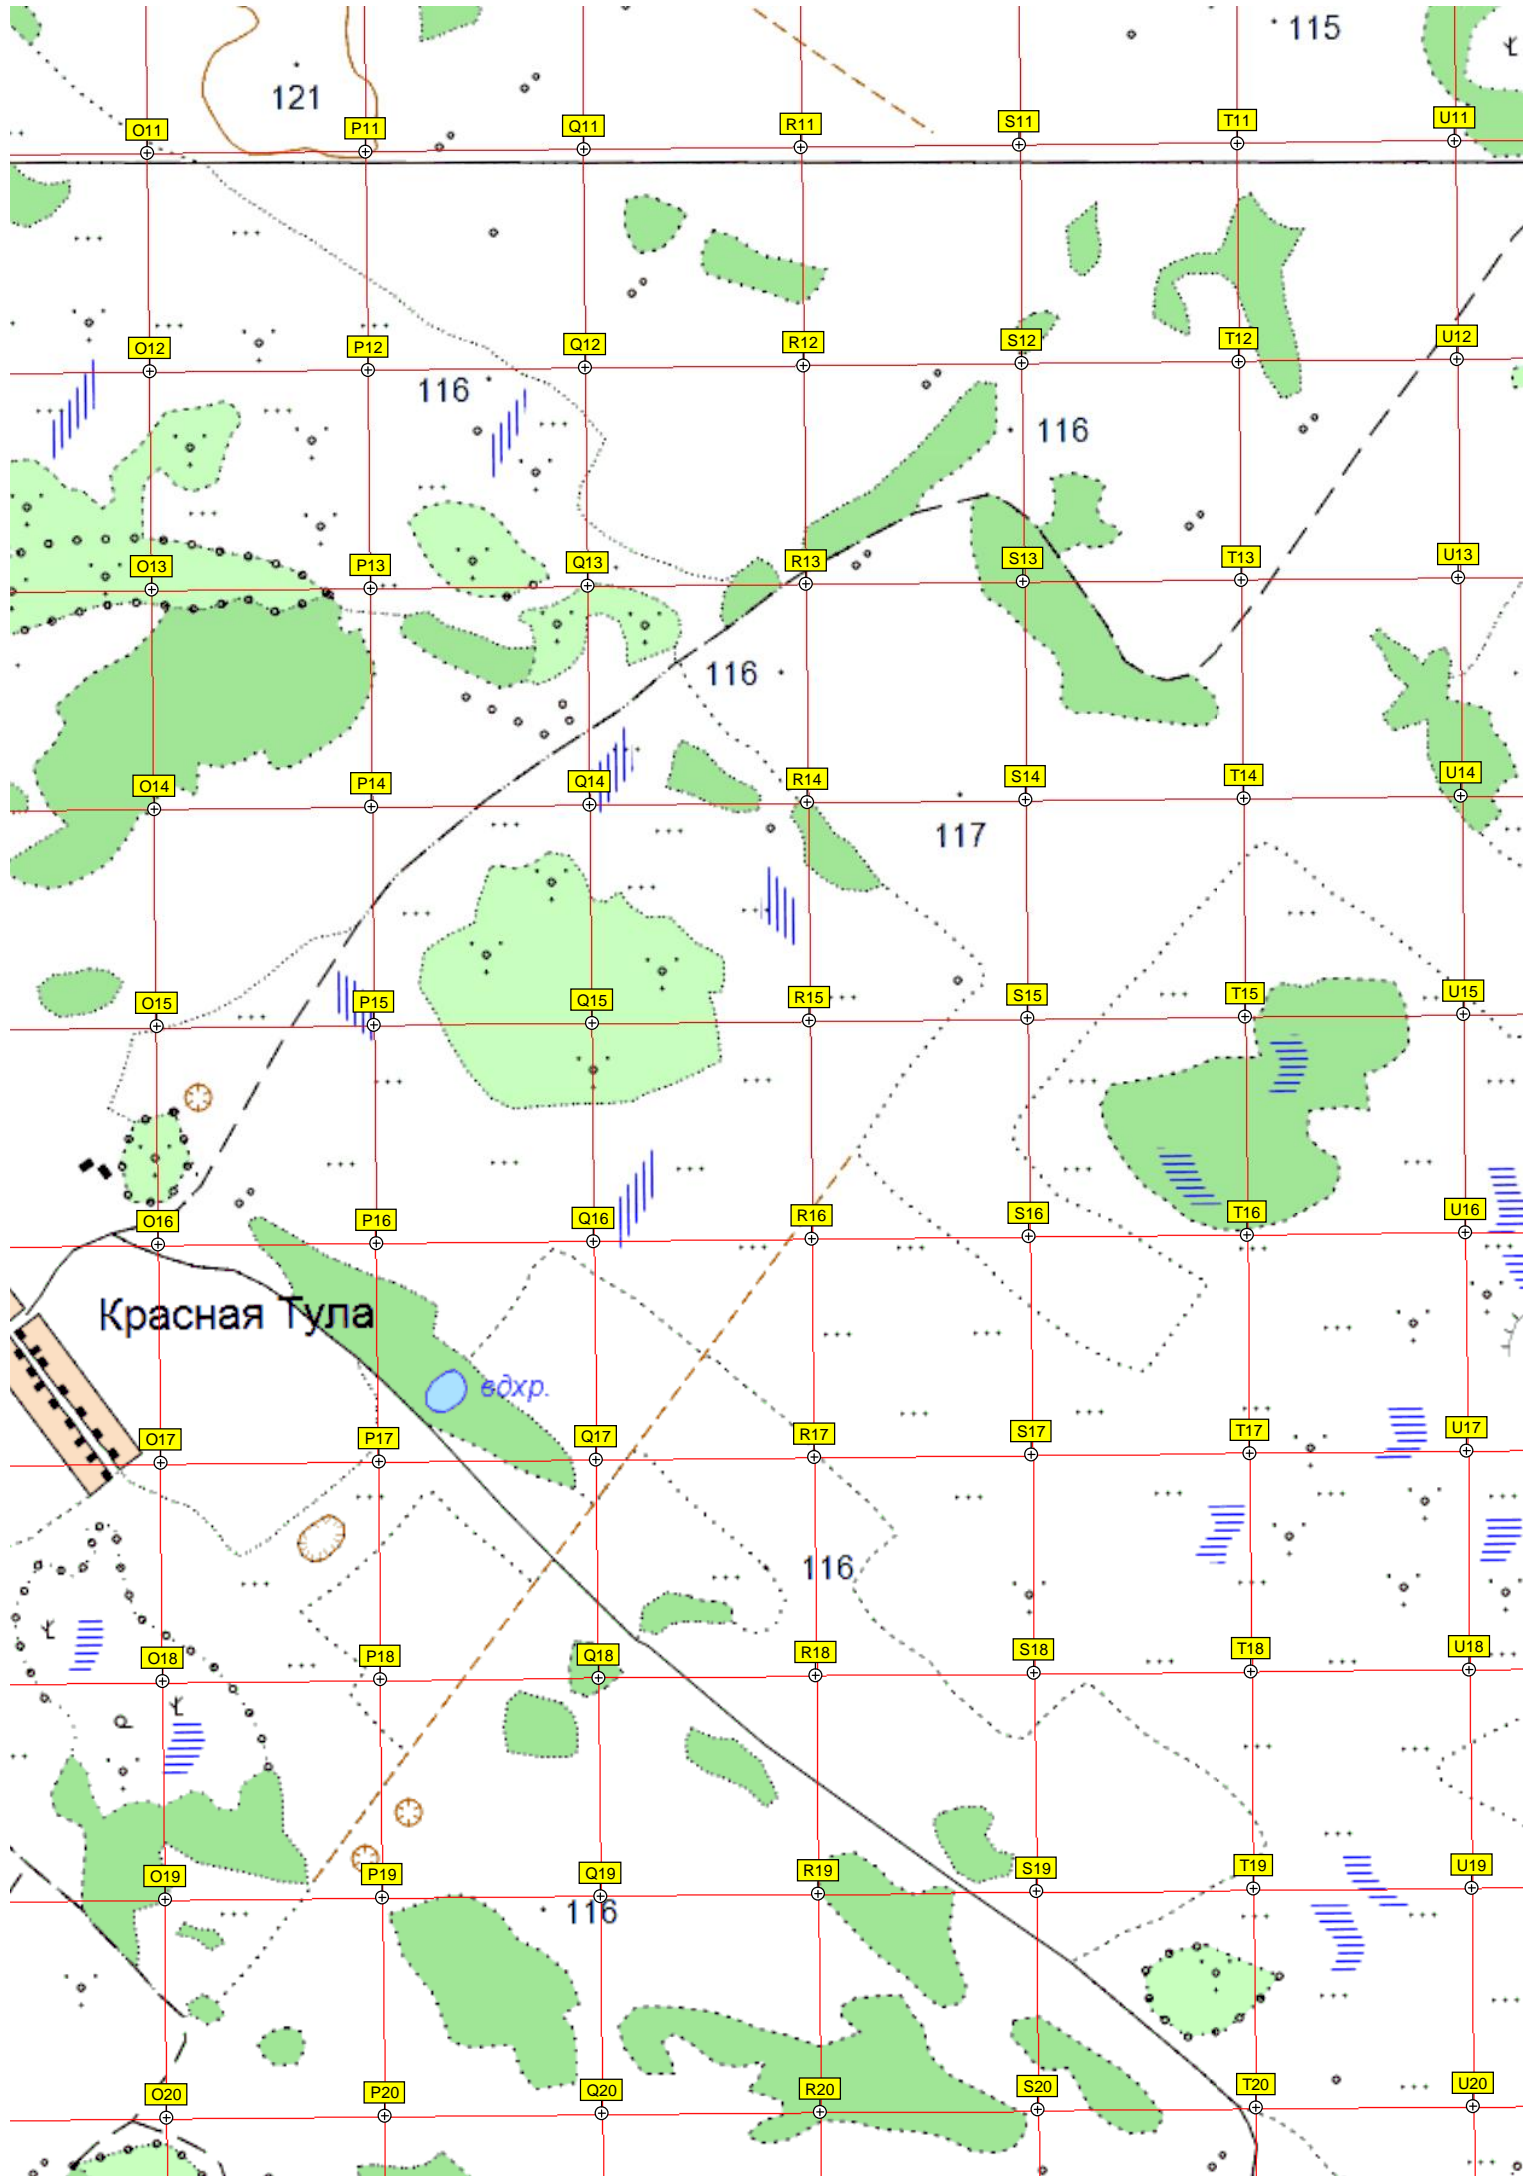 115
121
O11 P11 Q11 R11 S11 T11 U11
O12 P12 Q12 R12 S12 T12 U12
116
116
O13 P13 Q13 R13 S13 T13 U13
116
O14 P14 Q14 R14 S14 T14 U14
117
O15 P15 Q15 R15 S15 T15 U15
O16 P16 Q16 R16 S16 T16 U16
Красная Тула
вдхр.
O17 P17 Q17 R17 S17 T17 U17
116
O18 P18 Q18 R18 S18 T18 U18
O19 P19 Q19 R19 S19 T19 U19
116
O20 P20 Q20 R20 S20 T20 U20